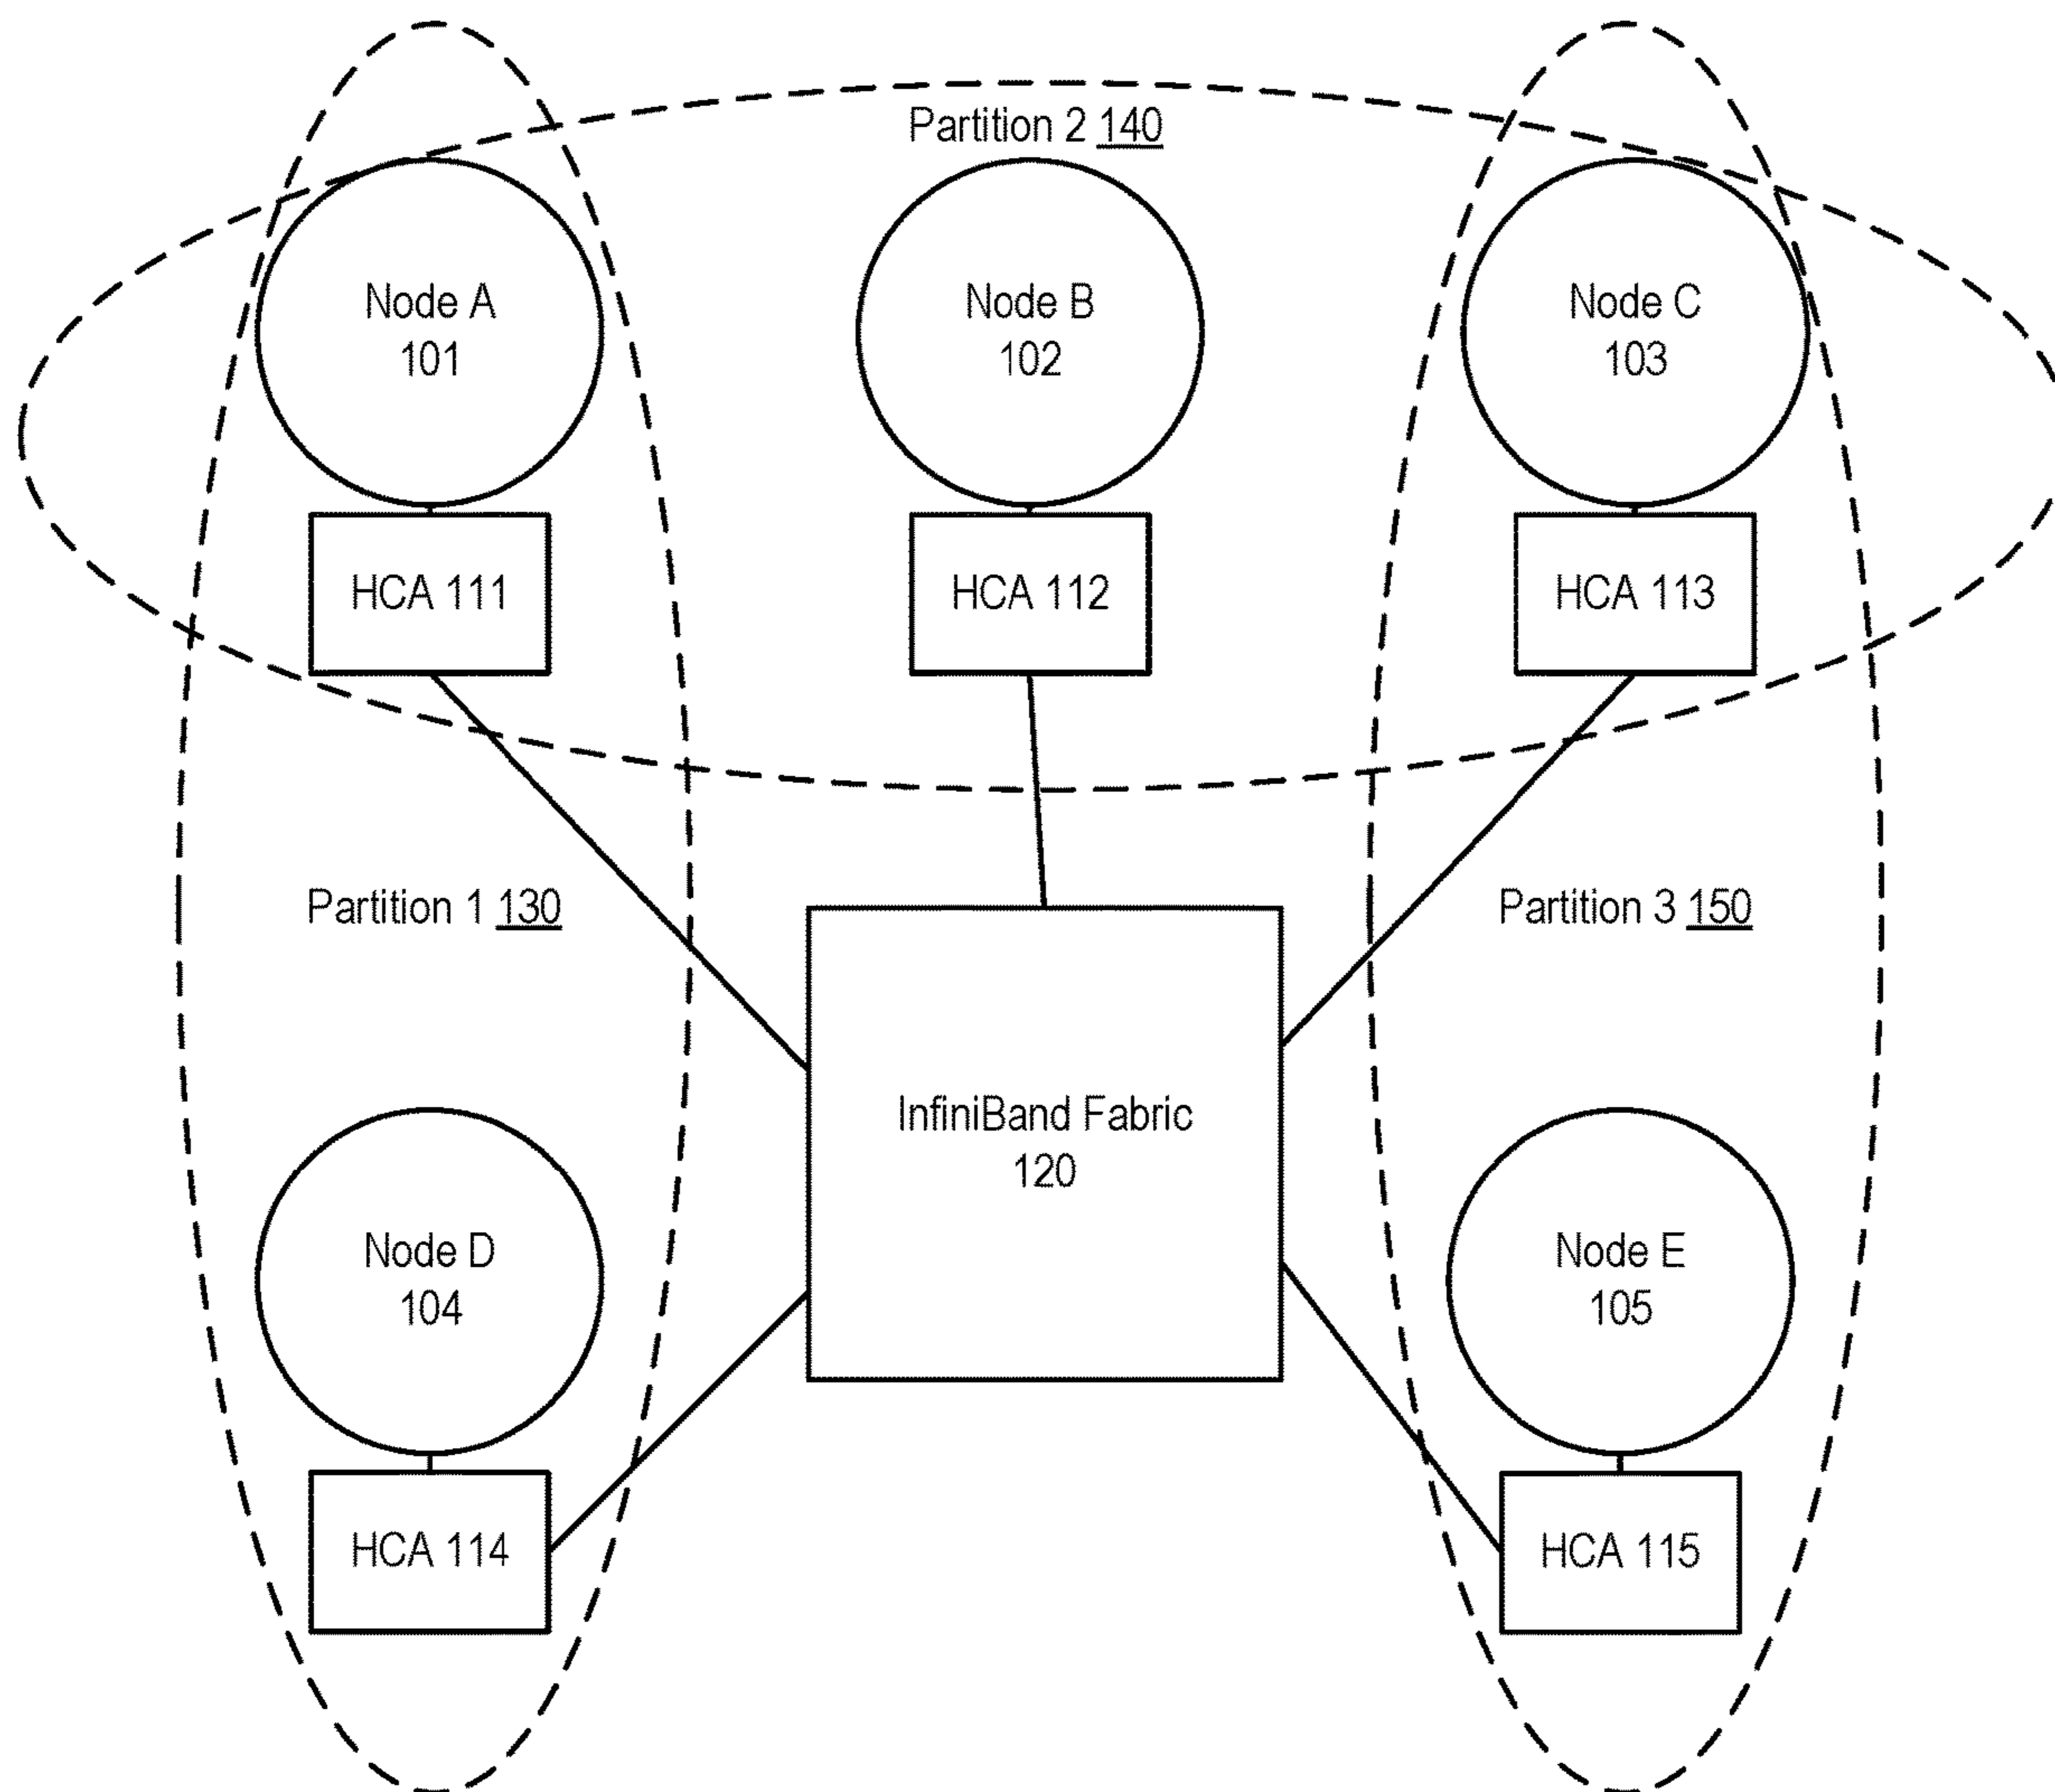 Partition 2 140
Node A
101
Node B
102
Node C
103
HCA 111
HCA 112
HCA 113
Partition 1 130
Partition 3 150
InfiniBand Fabric
120
Node D
104
Node E
105
HCA 114
HCA 115